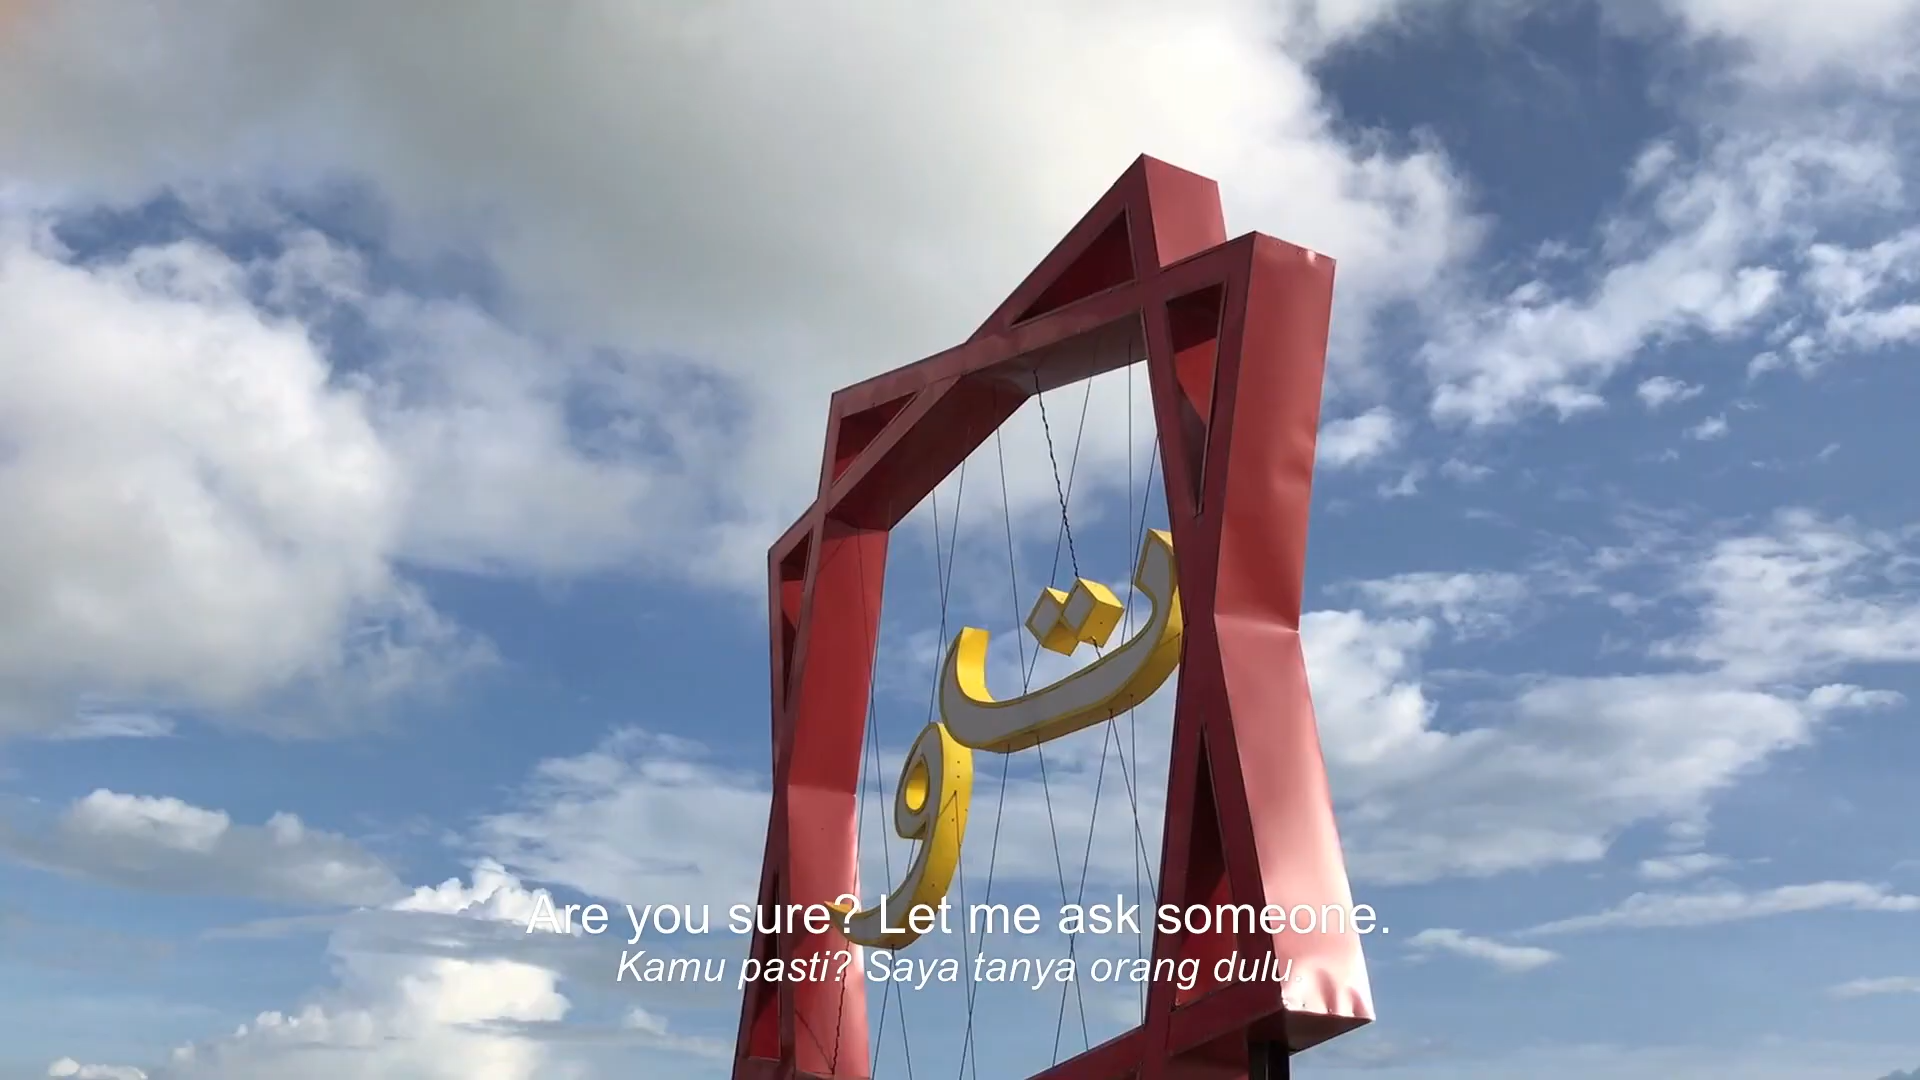 تو
Are you sure? Let me ask someone.
Kamu pasti? Saya tanya orang dulu.